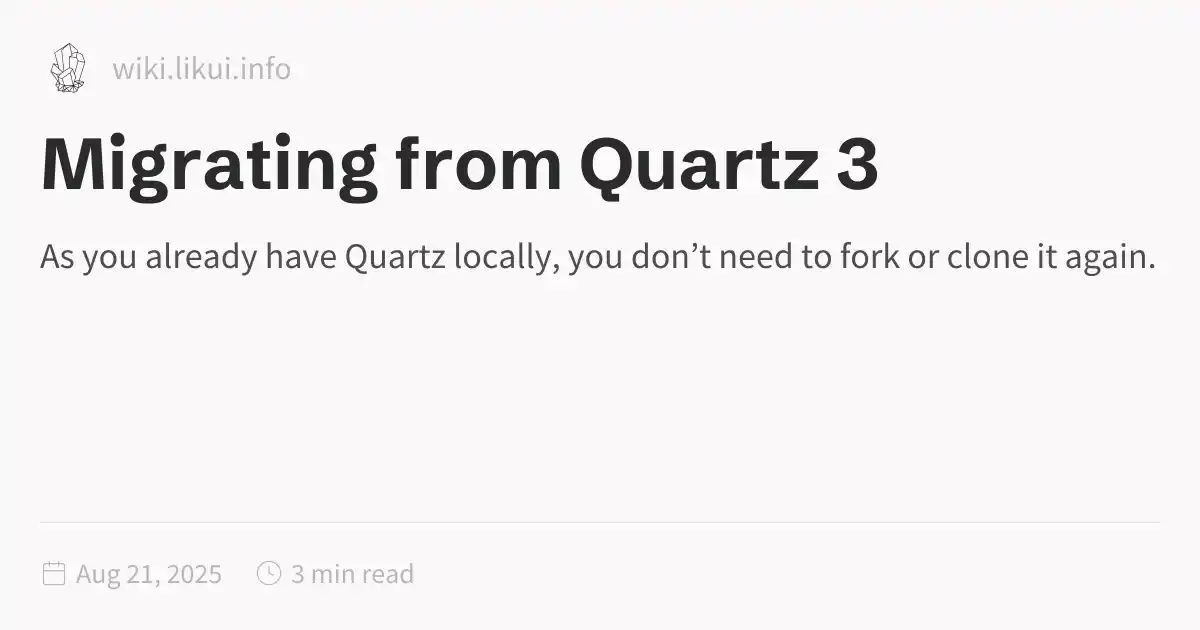 wiki.likui.info
Migrating from Quartz 3
As you already have Quartz locally, you don’t need to fork or clone it again.
Aug 21, 2025 3 min read